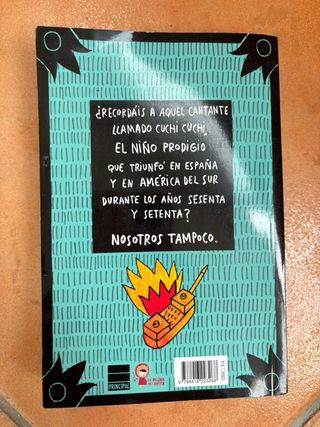 ¿RECORDÁIS A AQUEL CANTANTE
LLAMADO CUCHI CUCHI,
EL NIÑO PRODIGIO
QUE TRIUNFÓ EN ESPAÑA
Y EN AMÉRICA DEL SUR
DURANTE LOS AÑOS SESENTA
Y SETENTA?
NOSOTROS TAMPOCO.
PRINCIPAL